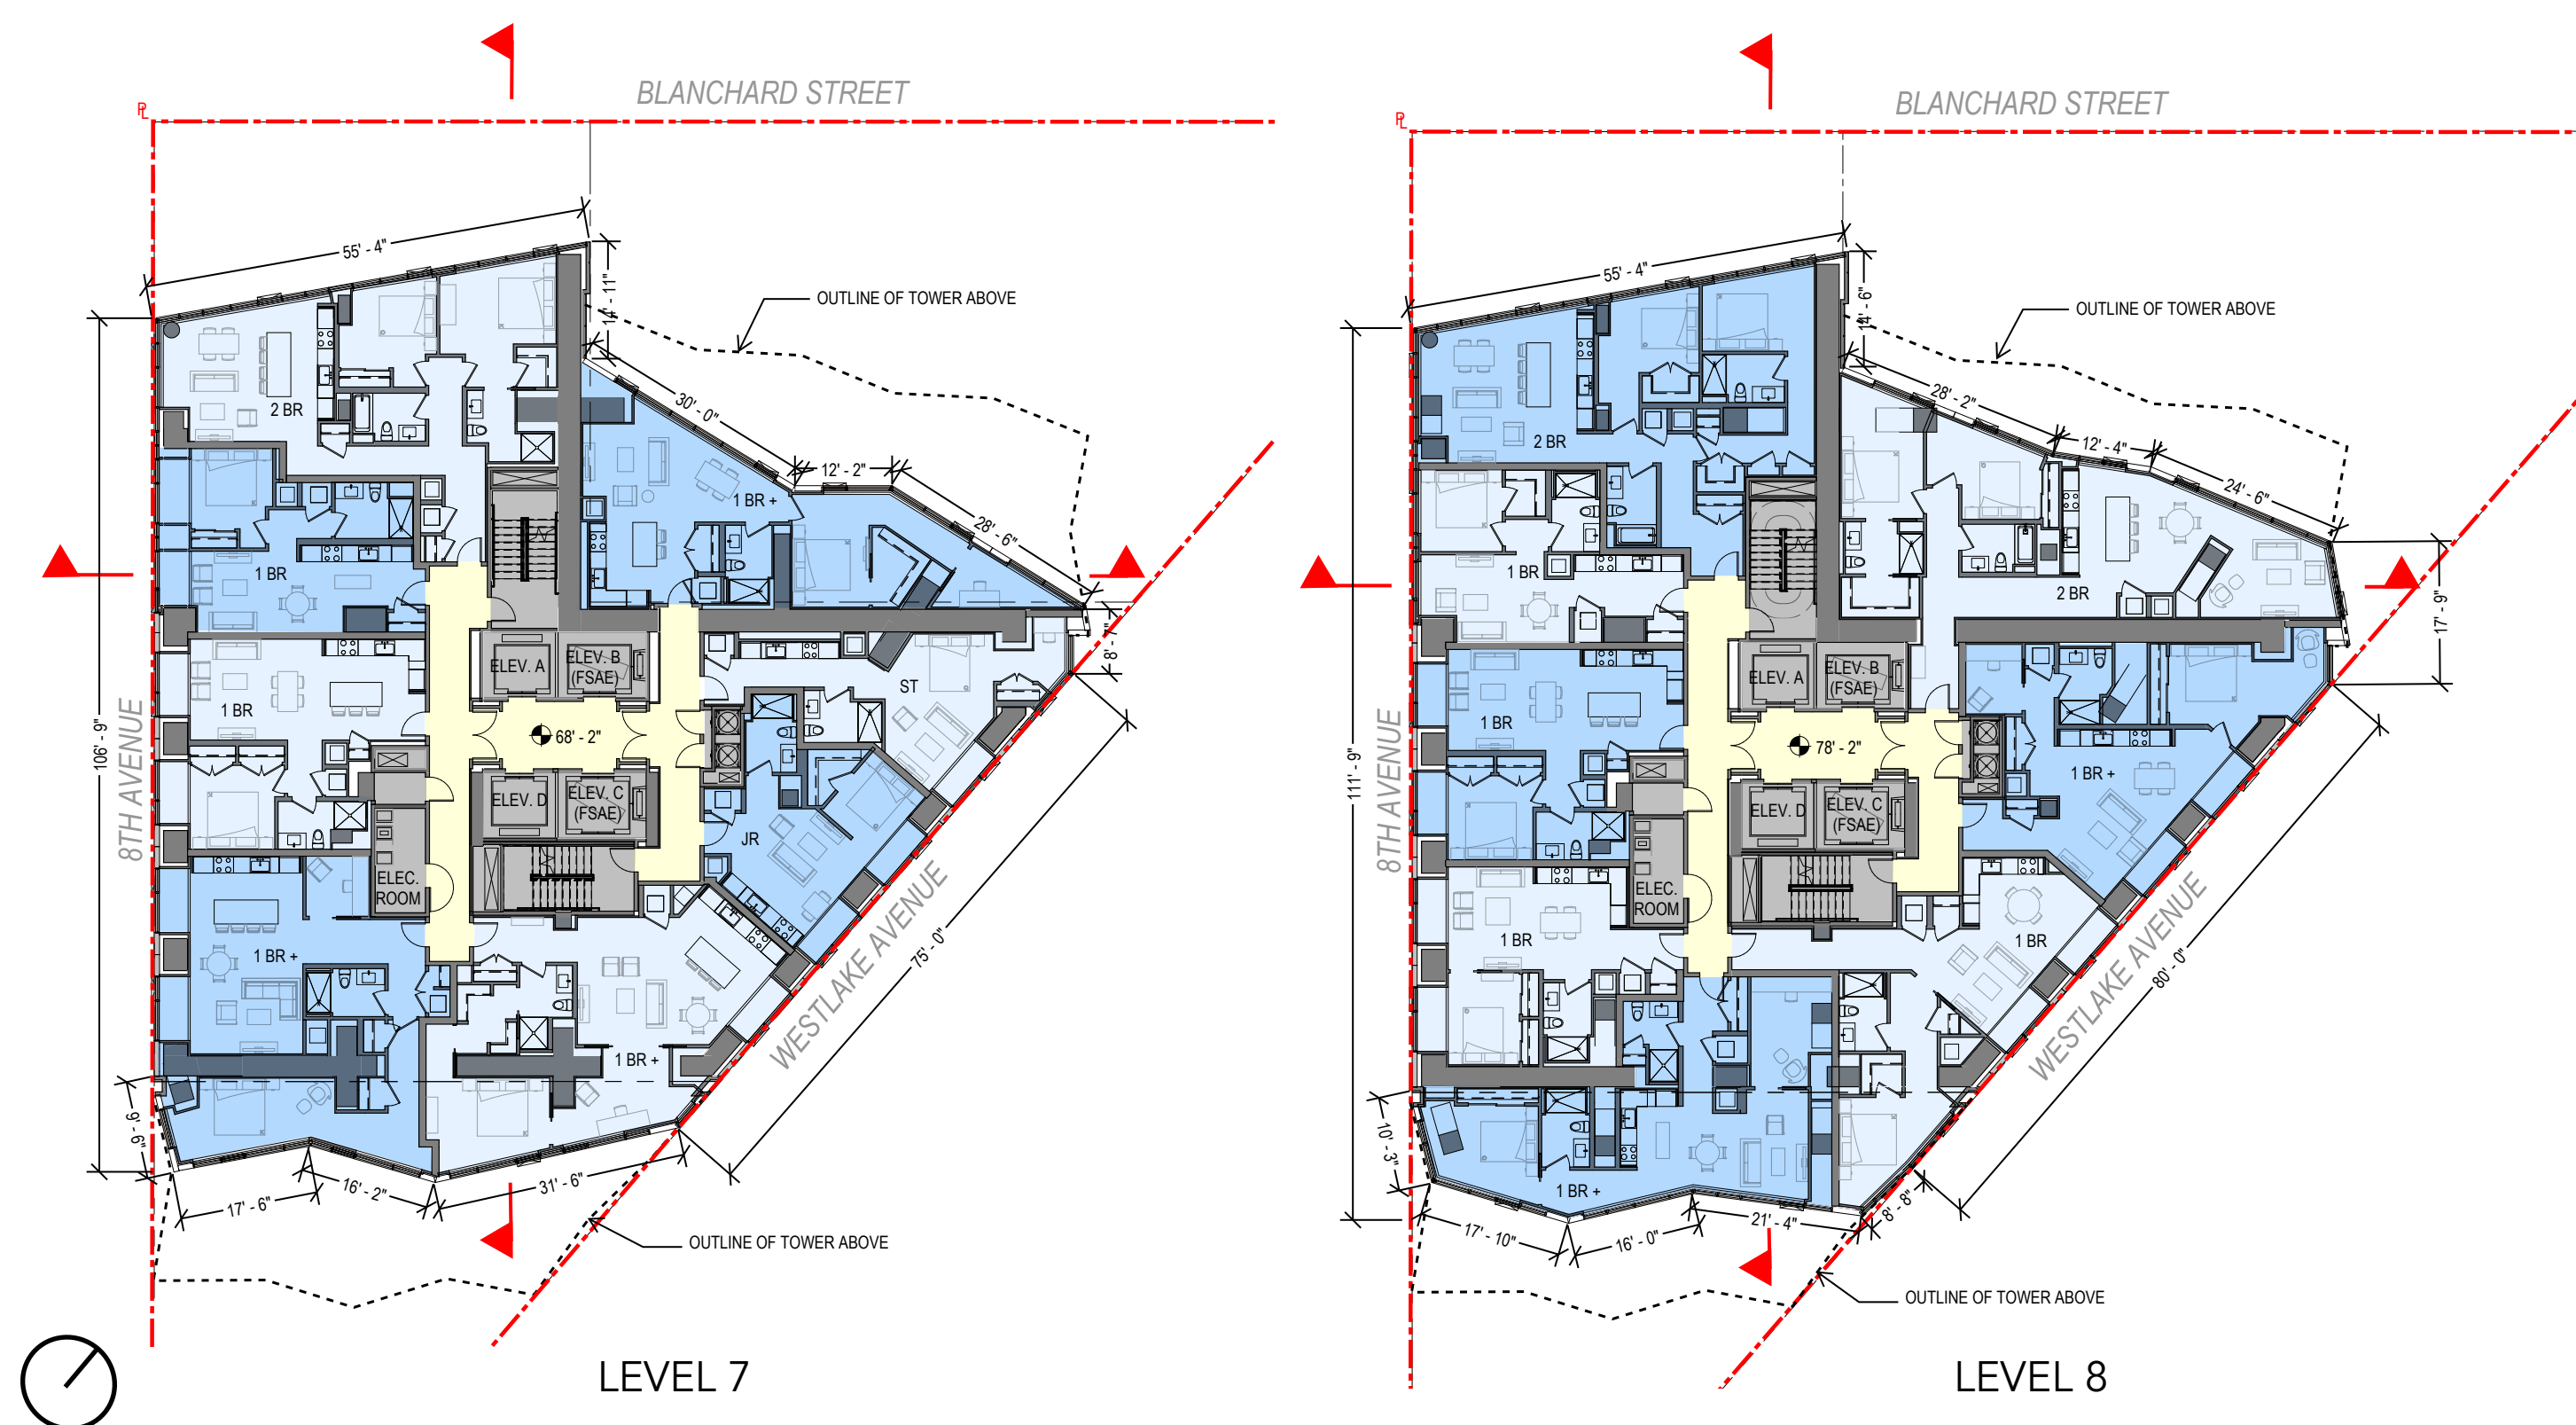 BLANCHARD STREET
PL
55' - 4"
14' - 11"
OUTLINE OF TOWER ABOVE
30' - 0"
12' - 2"
28' - 6"
8' - 7"
106' - 9"
8TH AVENUE
2 BR
1 BR +
1 BR
ELEV. A
ELEV. B
(FSAE)
ST
1 BR
68' - 2"
ELEV. D
ELEV. C
(FSAE)
JR
ELEC.
ROOM
1 BR +
1 BR +
WESTLAKE AVENUE
75' - 0"
9' - 6"
17' - 6"
16' - 2"
31' - 6"
OUTLINE OF TOWER ABOVE
LEVEL 7
BLANCHARD STREET
PL
55' - 4"
14' - 6"
OUTLINE OF TOWER ABOVE
28' - 2"
12' - 4"
24' - 6"
17' - 9"
111' - 9"
8TH AVENUE
2 BR
1 BR
2 BR
ELEV. A
ELEV. B
(FSAE)
1 BR
78' - 2"
1 BR +
ELEV. D
ELEV. C
(FSAE)
ELEC.
ROOM
1 BR
1 BR
WESTLAKE AVENUE
80' - 0"
10' - 3"
1 BR +
17' - 10"
16' - 0"
21' - 4"
8' - 8"
OUTLINE OF TOWER ABOVE
LEVEL 8